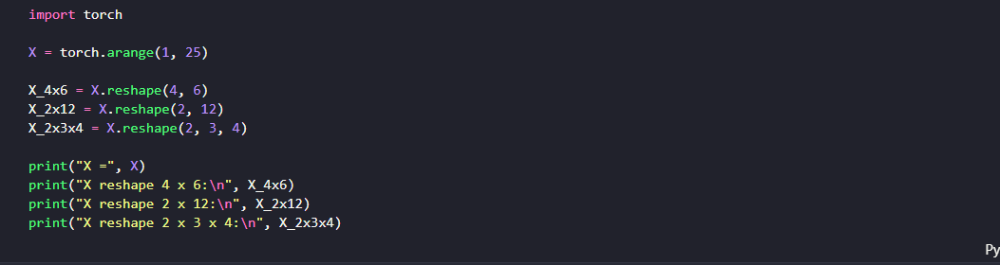 import torch
X = torch.arange(1, 25)
X_4x6 = X.reshape(4, 6)
X_2x12 = X.reshape(2, 12)
X_2x3x4 = X.reshape(2, 3, 4)
print("X =", X)
print("X reshape 4 x 6:\n", X_4x6)
print("X reshape 2 x 12:\n", X_2x12)
print("X reshape 2 x 3 x 4:\n", X_2x3x4)
Py